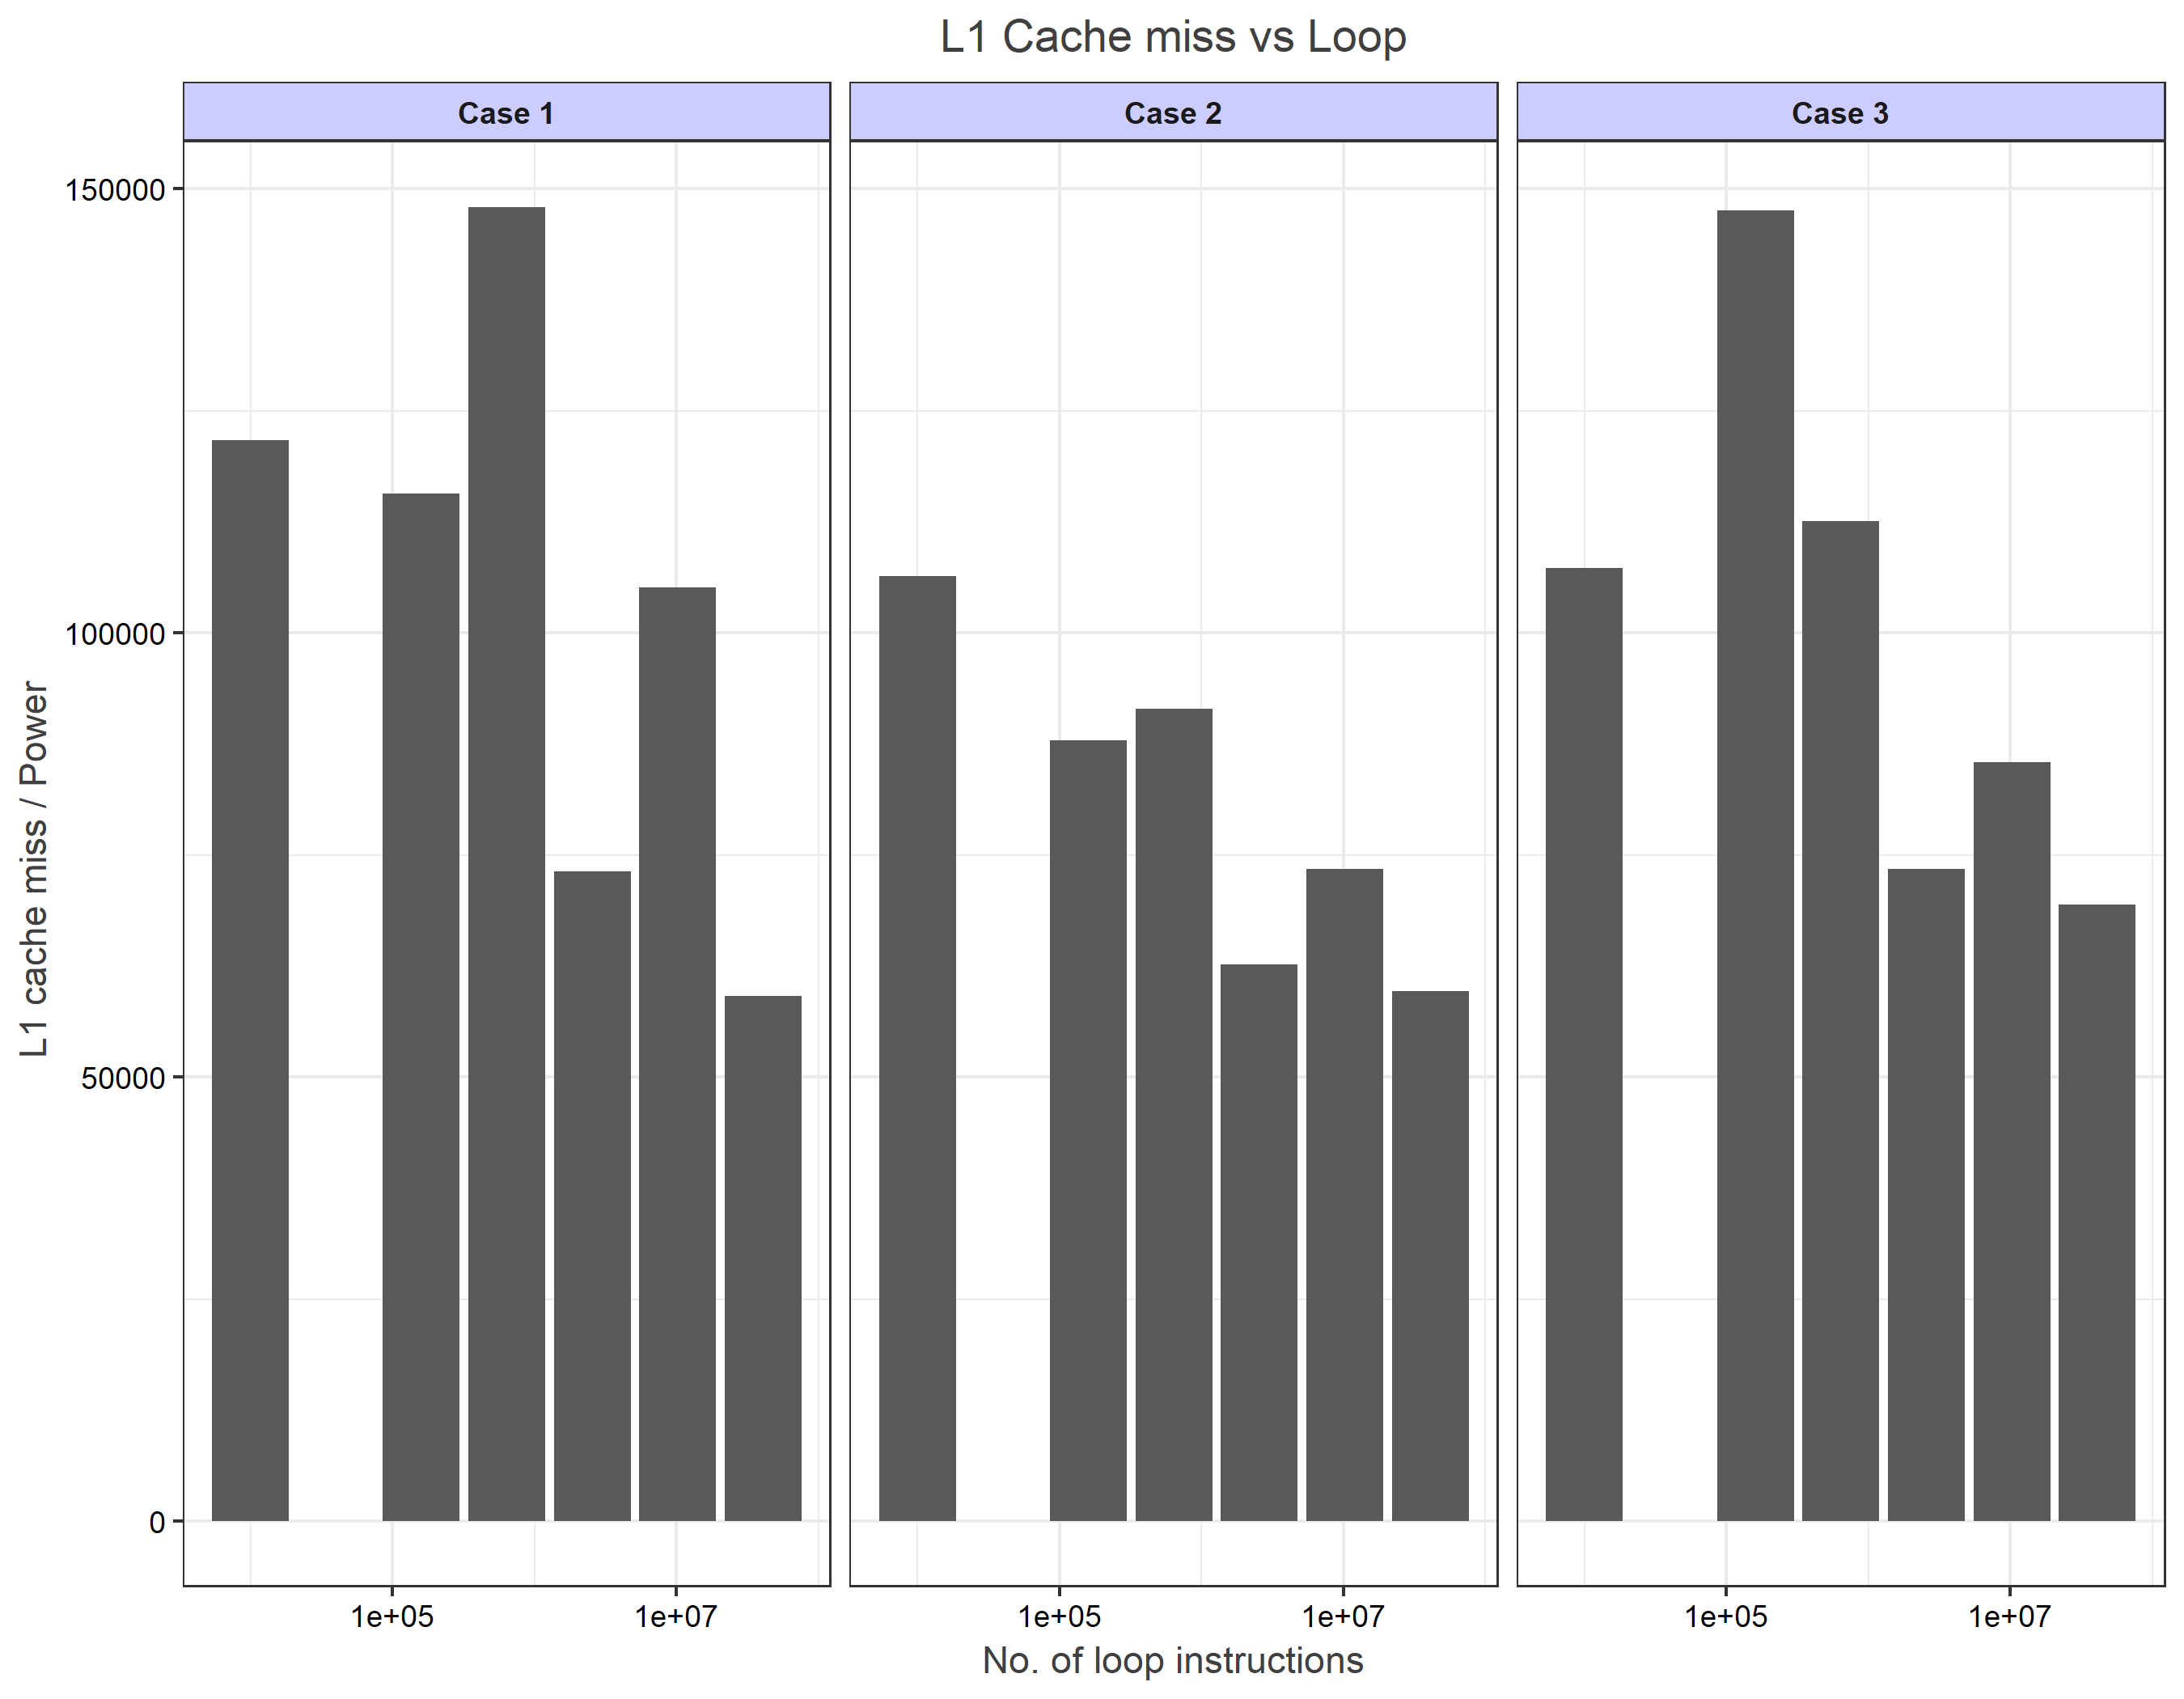 L1 Cache miss vs Loop
Case 1
Case 2
Case 3
150000
100000
50000
0
L1 cache miss / Power
1e+05
1e+07
1e+05
1e+07
1e+05
1e+07
No. of loop instructions